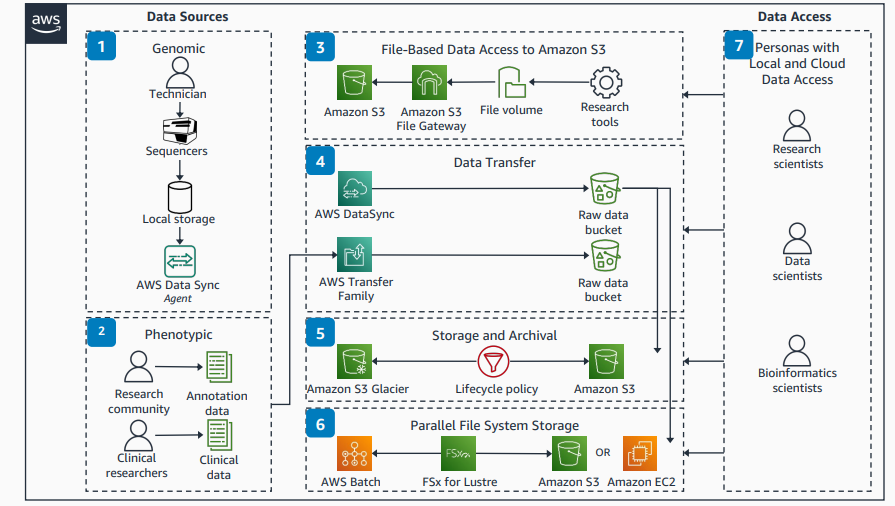 aws
Data Sources
Data Access
1
Genomic
Technician
Sequencers
Local storage
AWS Data Sync
Agent
2
Phenotypic
Research
community
Annotation
data
Clinical
researchers
Clinical
data
3
File-Based Data Access to Amazon S3
Amazon S3
Amazon S3
File Gateway
File volume
Research
tools
4
Data Transfer
AWS DataSync
Raw data
bucket
AWS Transfer
Family
Raw data
bucket
5
Storage and Archival
Amazon S3 Glacier
Lifecycle policy
Amazon S3
6
Parallel File System Storage
AWS Batch
FSx
FSx for Lustre
Amazon S3
OR
Amazon EC2
7
Personas with
Local and Cloud
Data Access
Research
scientists
Data
scientists
Bioinformatics
scientists